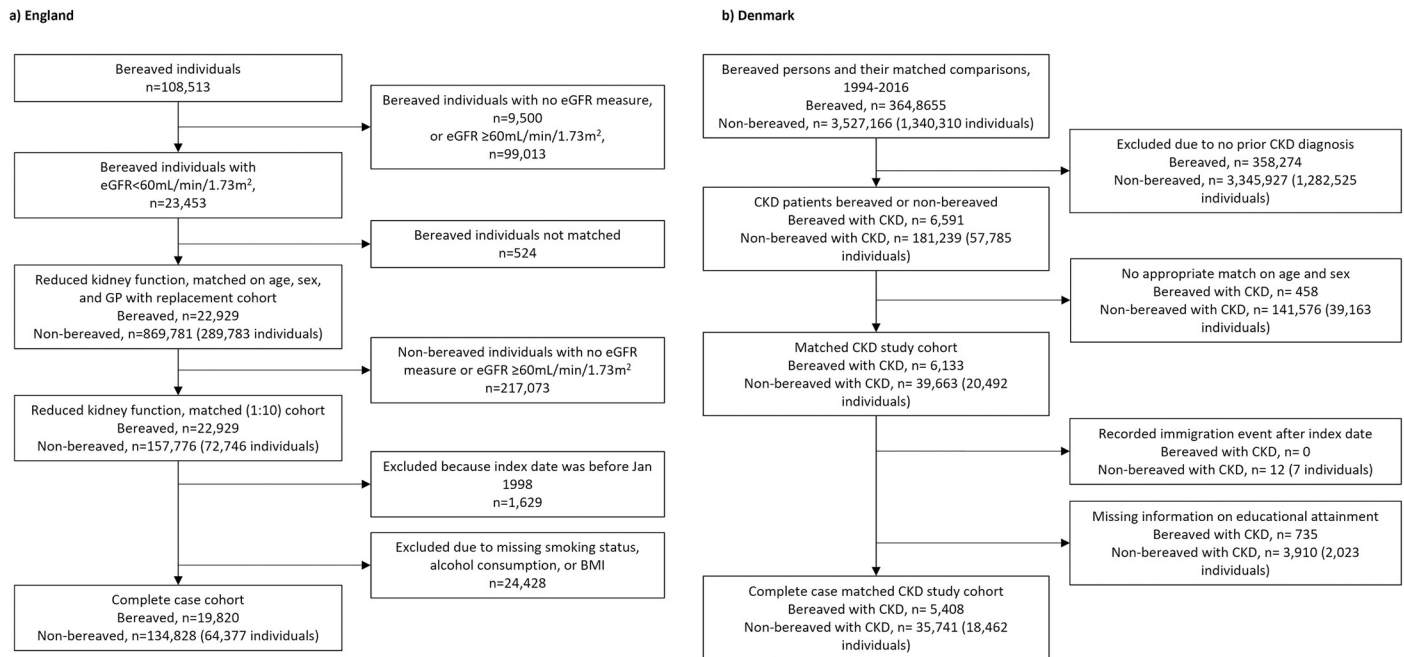 a) England
Bereaved individuals
n=108,513
Bereaved individuals with no eGFR measure,
n=9,500
or eGFR ≥60mL/min/1.73m²,
n=99,013
Bereaved individuals with
eGFR<60mL/min/1.73m²,
n=23,453
Bereaved individuals not matched
n=524
Reduced kidney function, matched on age, sex,
and GP with replacement cohort
Bereaved, n=22,929
Non-bereaved, n=869,781 (289,783 individuals)
Non-bereaved individuals with no eGFR
measure or eGFR ≥60mL/min/1.73m²
n=217,073
Reduced kidney function, matched (1:10) cohort
Bereaved, n=22,929
Non-bereaved, n=157,776 (72,746 individuals)
Excluded because index date was before Jan
1998
n=1,629
Excluded due to missing smoking status,
alcohol consumption, or BMI
n=24,428
Complete case cohort
Bereaved, n=19,820
Non-bereaved, n=134,828 (64,377 individuals)
b) Denmark
Bereaved persons and their matched comparisons,
1994-2016
Bereaved, n= 364,8655
Non-bereaved, n= 3,527,166 (1,340,310 individuals)
Excluded due to no prior CKD diagnosis
Bereaved, n= 358,274
Non-bereaved, n= 3,345,927 (1,282,525
individuals)
CKD patients bereaved or non-bereaved
Bereaved with CKD, n= 6,591
Non-bereaved with CKD, n= 181,239 (57,785
individuals)
No appropriate match on age and sex
Bereaved with CKD, n= 458
Non-bereaved with CKD, n= 141,576 (39,163
individuals)
Matched CKD study cohort
Bereaved with CKD, n= 6,133
Non-bereaved with CKD, n= 39,663 (20,492
individuals)
Recorded immigration event after index date
Bereaved with CKD, n= 0
Non-bereaved with CKD, n= 12 (7 individuals)
Missing information on educational attainment
Bereaved with CKD, n= 735
Non-bereaved with CKD, n= 3,910 (2,023
individuals)
Complete case matched CKD study cohort
Bereaved with CKD, n= 5,408
Non-bereaved with CKD, n= 35,741 (18,462
individuals)